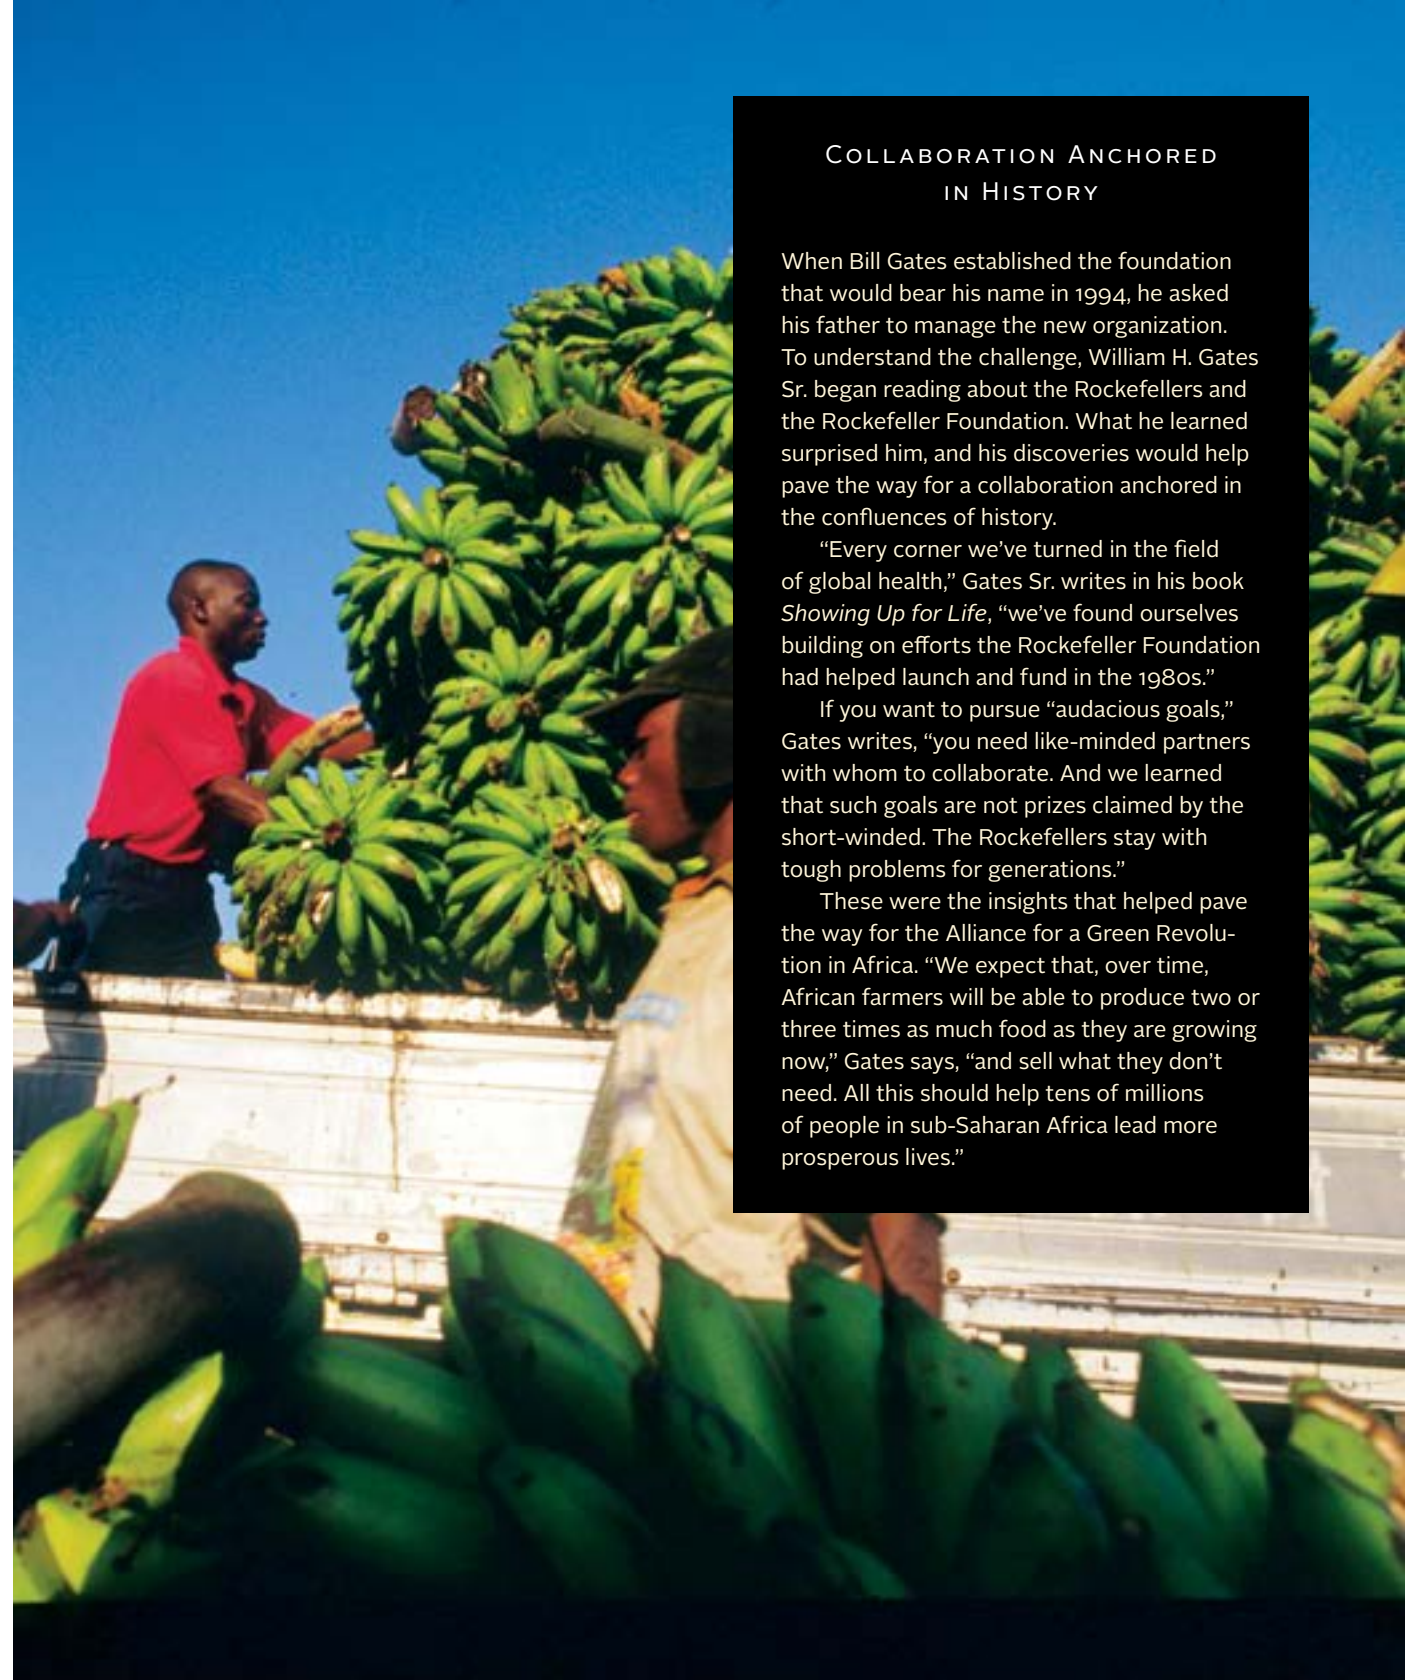 Collaboration Anchored
in History
When Bill Gates established the foundation
that would bear his name in 1994, he asked
his father to manage the new organization.
To understand the challenge, William H. Gates
Sr. began reading about the Rockefellers and
the Rockefeller Foundation. What he learned
surprised him, and his discoveries would help
pave the way for a collaboration anchored in
the confluences of history.
“Every corner we’ve turned in the field
of global health,” Gates Sr. writes in his book
Showing Up for Life, “we’ve found ourselves
building on efforts the Rockefeller Foundation
had helped launch and fund in the 1980s.”
If you want to pursue “audacious goals,”
Gates writes, “you need like-minded partners
with whom to collaborate. And we learned
that such goals are not prizes claimed by the
short-winded. The Rockefellers stay with
tough problems for generations.”
These were the insights that helped pave
the way for the Alliance for a Green Revolu-
tion in Africa. “We expect that, over time,
African farmers will be able to produce two or
three times as much food as they are growing
now,” Gates says, “and sell what they don’t
need. All this should help tens of millions
of people in sub-Saharan Africa lead more
prosperous lives.”